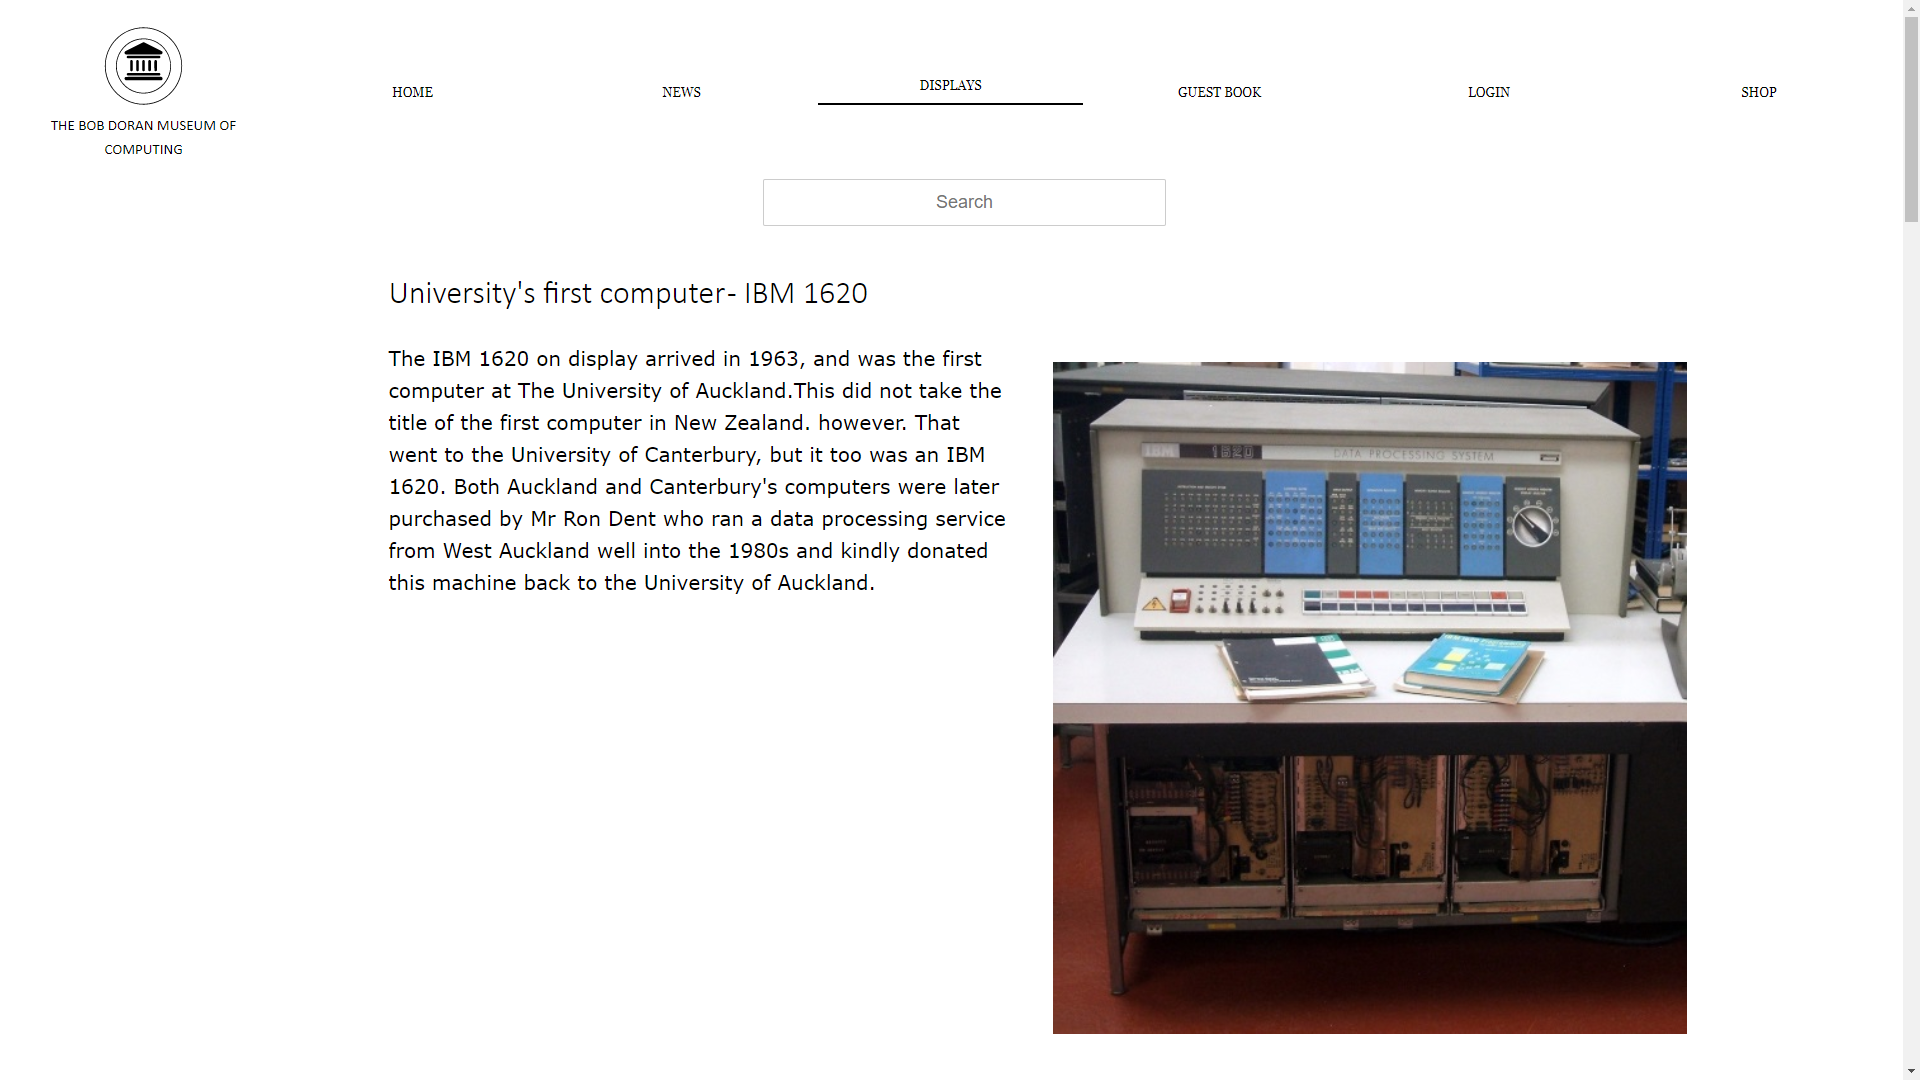 THE BOB DORAN MUSEUM OF
COMPUTING
HOME
NEWS
DISPLAYS
GUEST BOOK
LOGIN
SHOP
Search
University's first computer- IBM 1620
The IBM 1620 on display arrived in 1963, and was the first
computer at The University of Auckland.This did not take the
title of the first computer in New Zealand. however. That
went to the University of Canterbury, but it too was an IBM
1620. Both Auckland and Canterbury's computers were later
purchased by Mr Ron Dent who ran a data processing service
from West Auckland well into the 1980s and kindly donated
this machine back to the University of Auckland.
IBM 1620 DATA PROCESSING SYSTEM